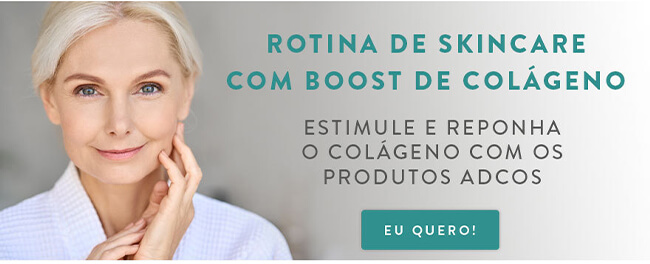 ROTINA DE SKINCARE
COM BOOST DE COLÁGENO
ESTIMULE E REPONHA
O COLÁGENO COM OS
PRODUTOS ADCOS
EU QUERO!